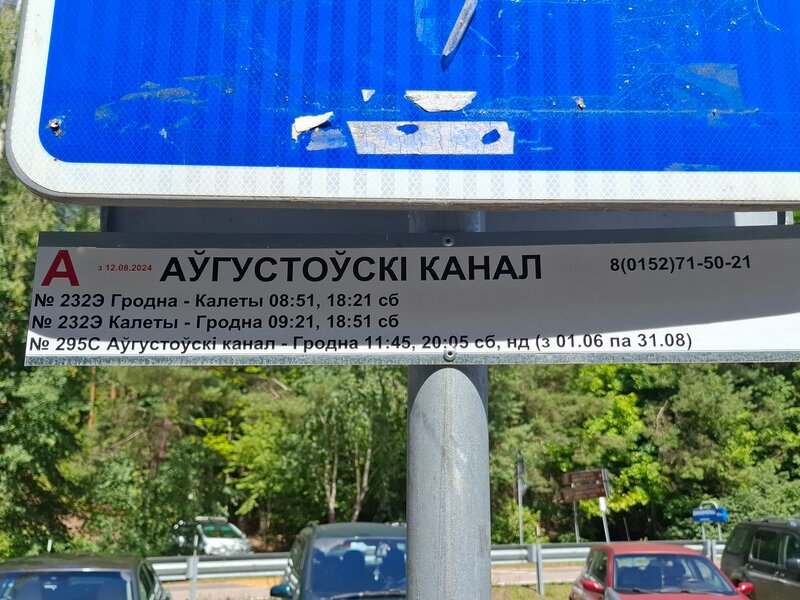 А з 12.08.2024 АЎГУСТОЎСКІ КАНАЛ 8(0152)71-50-21
№ 232Э Гродна - Калеты 08:51, 18:21 сб
№ 232Э Калеты - Гродна 09:21, 18:51 сб
№ 295С Аўгустоўскі канал - Гродна 11:45, 20:05 сб, нд (з 01.06 па 31.08)